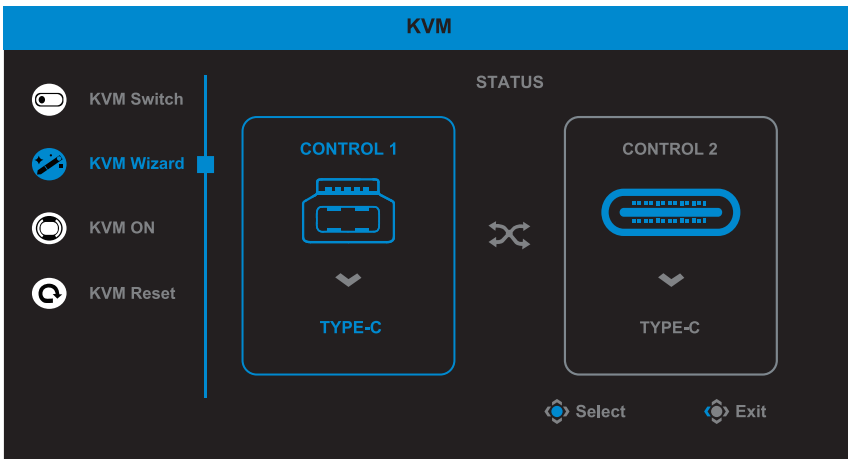 KVM
STATUS
KVM Switch
KVM Wizard
KVM ON
KVM Reset
CONTROL 1
TYPE-C
CONTROL 2
TYPE-C
Select
Exit